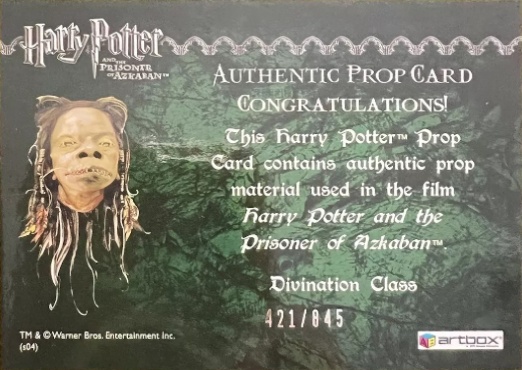 Harry Potter
AND THE
PRISONER
OF AZKABAN™
AUTHENTIC PROP CARD
CONGRATULATIONS!
This Harry Potter™ Prop
Card contains authentic prop
material used in the film
Harry Potter and the
Prisoner of Azkaban™.
Divination Class
421/845
TM & © Warner Bros. Entertainment Inc.
(s04)
artbox